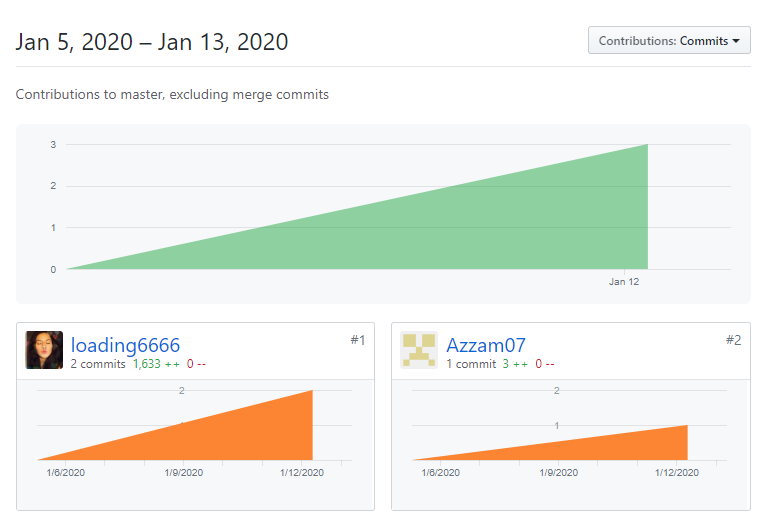 Jan 5, 2020 – Jan 13, 2020
Contributions: Commits
Contributions to master, excluding merge commits
3
2
1
0
Jan 12
loading6666
#1
2 commits 1,633 ++ 0 --
2
1/6/2020 1/9/2020 1/12/2020
Azzam07
#2
1 commit 3 ++ 0 --
2
1
1/6/2020 1/9/2020 1/12/2020